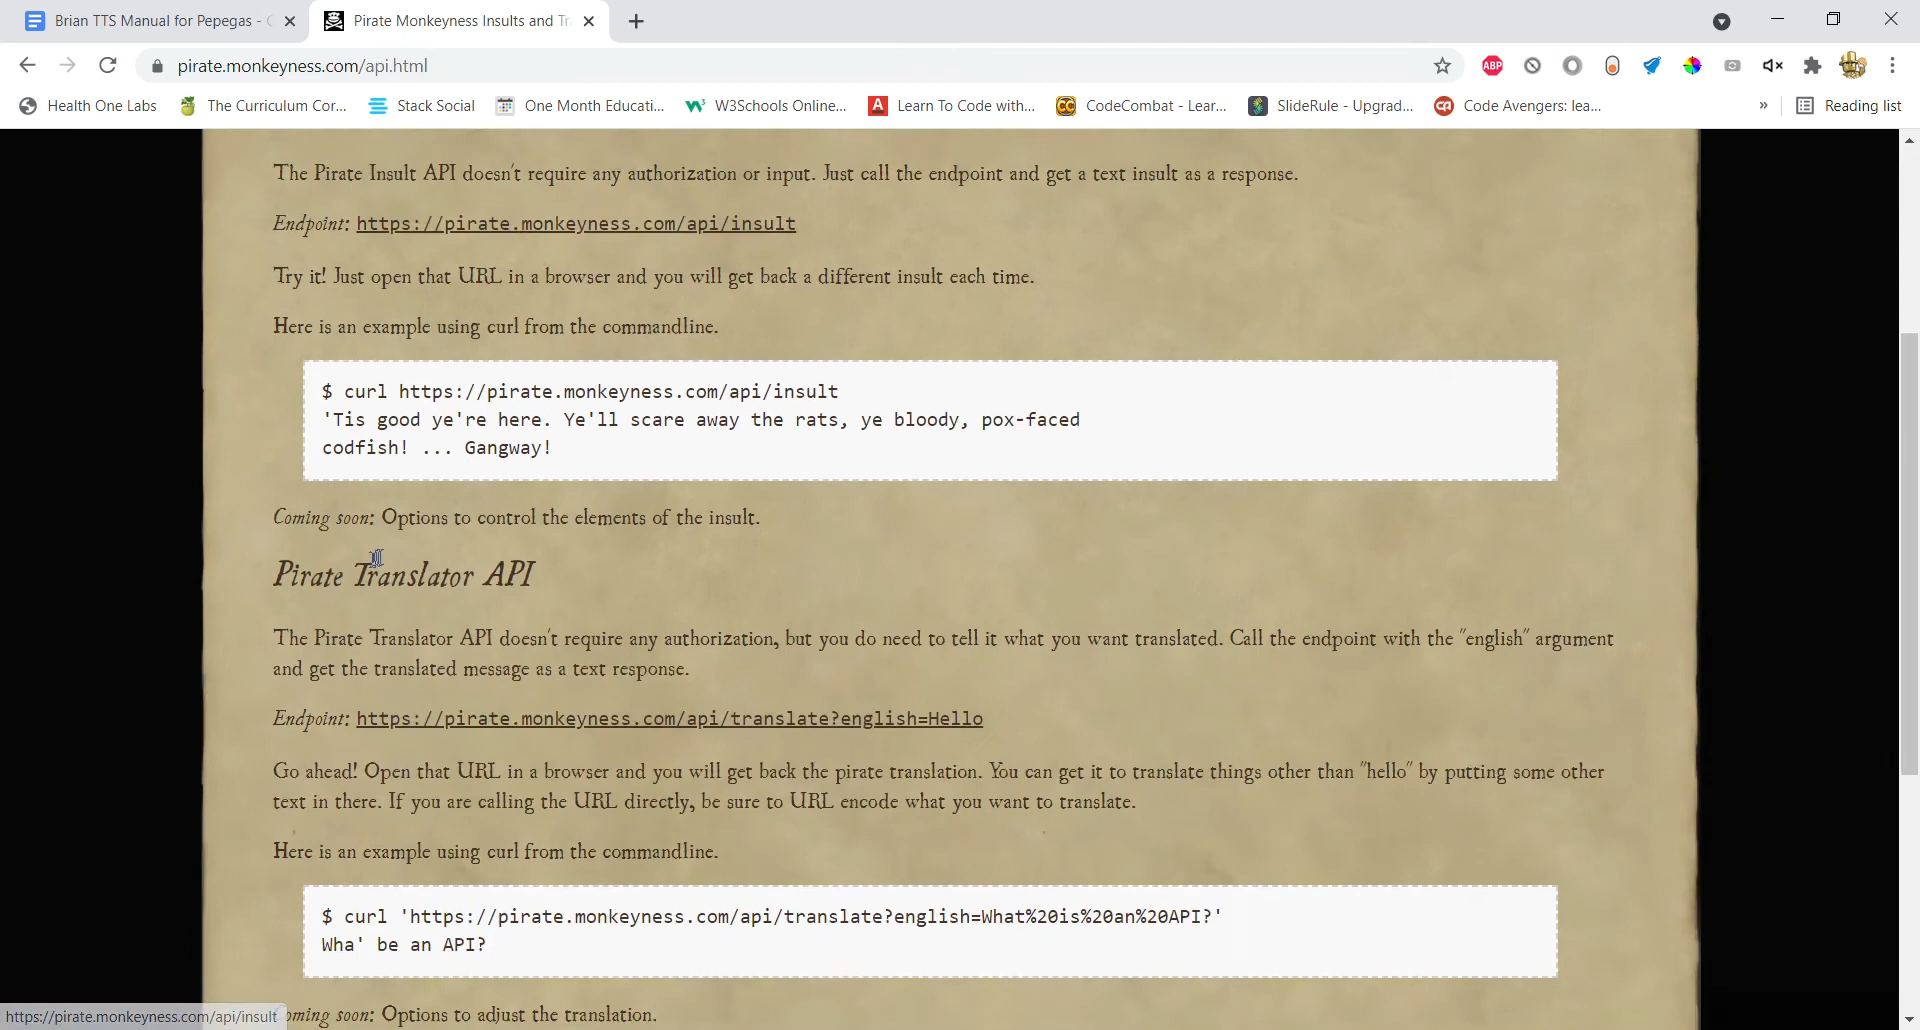 Brian TTS Manual for Pepegas -
Pirate Monkeyness Insults and Tr
pirate.monkeyness.com/api.html
ABP
Health One Labs
The Curriculum Cor...
Stack Social
One Month Educati...
W3Schools Online...
Learn To Code with...
CodeCombat - Lear...
SlideRule - Upgrad...
Code Avengers: lea...
»
Reading list
The Pirate Insult API doesn't require any authorization or input. Just call the endpoint and get a text insult as a response.
Endpoint: https://pirate.monkeyness.com/api/insult
Try it! Just open that URL in a browser and you will get back a different insult each time.
Here is an example using curl from the commandline.
$ curl https://pirate.monkeyness.com/api/insult
'Tis good ye're here. Ye'll scare away the rats, ye bloody, pox-faced
codfish! ... Gangway!
Coming soon: Options to control the elements of the insult.
Pirate Translator API
The Pirate Translator API doesn't require any authorization, but you do need to tell it what you want translated. Call the endpoint with the "english" argument
and get the translated message as a text response.
Endpoint: https://pirate.monkeyness.com/api/translate?english=Hello
Go ahead! Open that URL in a browser and you will get back the pirate translation. You can get it to translate things other than "hello" by putting some other
text in there. If you are calling the URL directly, be sure to URL encode what you want to translate.
Here is an example using curl from the commandline.
$ curl 'https://pirate.monkeyness.com/api/translate?english=What%20is%20an%20API?'
Wha' be an API?
oming soon: Options to adjust the translation.
https://pirate.monkeyness.com/api/insult